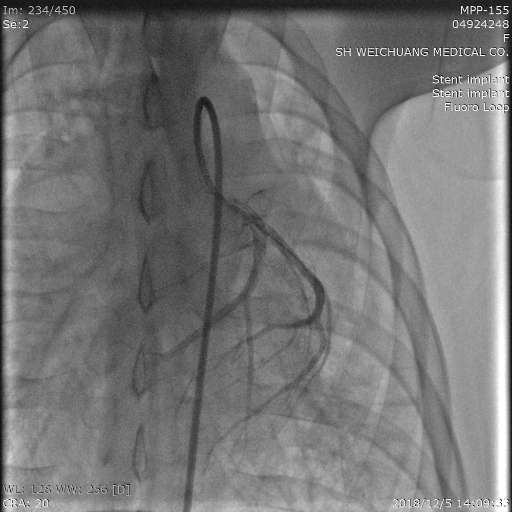 Im: 234/450
Se:2
MPP-155
04924248
F
SH WEICHUANG MEDICAL CO.
Stent implant
Stent implant
Fluoro Loop
WL: 128 WW: 256 [D]
CRA: 20
2018/12/5 14:09:33